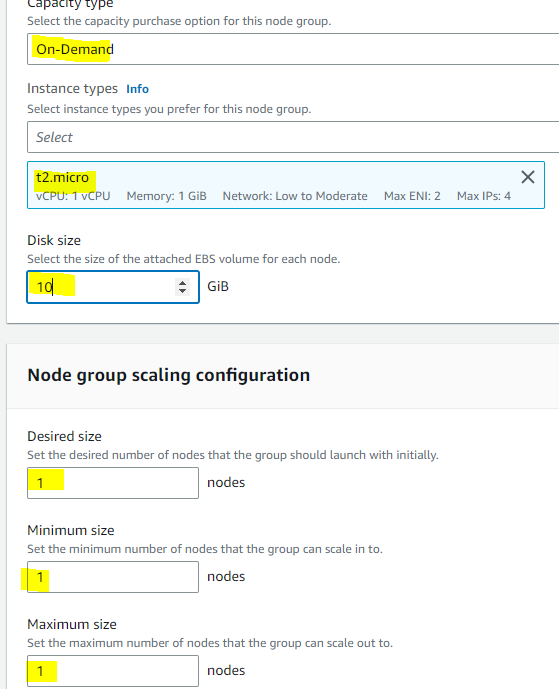 Capacity type
Select the capacity purchase option for this node group.
On-Demand
Instance types Info
Select instance types you prefer for this node group.
Select
t2.micro
vCPU: 1 vCPU Memory: 1 GiB Network: Low to Moderate Max ENI: 2 Max IPs: 4
Disk size
Select the size of the attached EBS volume for each node.
10 GiB
Node group scaling configuration
Desired size
Set the desired number of nodes that the group should launch with initially.
1 nodes
Minimum size
Set the minimum number of nodes that the group can scale in to.
1 nodes
Maximum size
Set the maximum number of nodes that the group can scale out to.
1 nodes